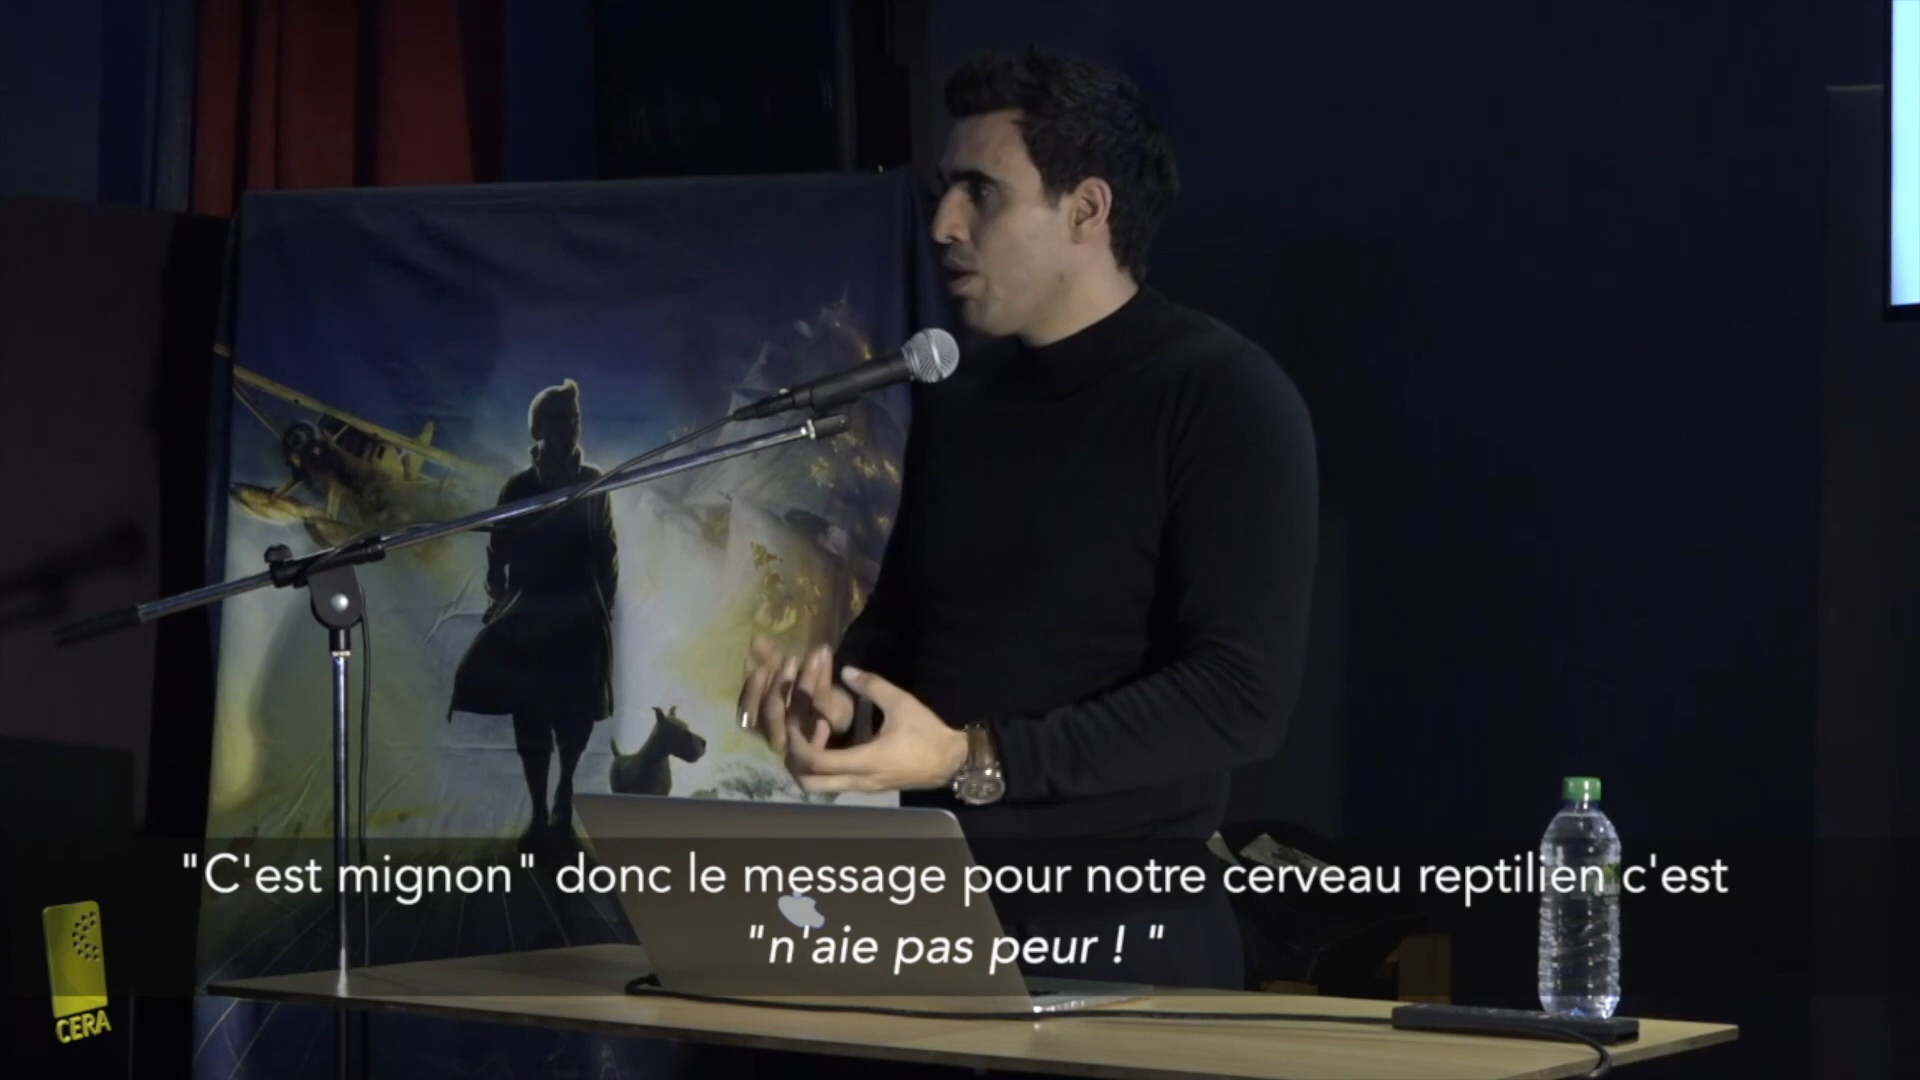 "C'est mignon" donc le message pour notre cerveau reptilien c'est
"n'aie pas peur ! "
CERA